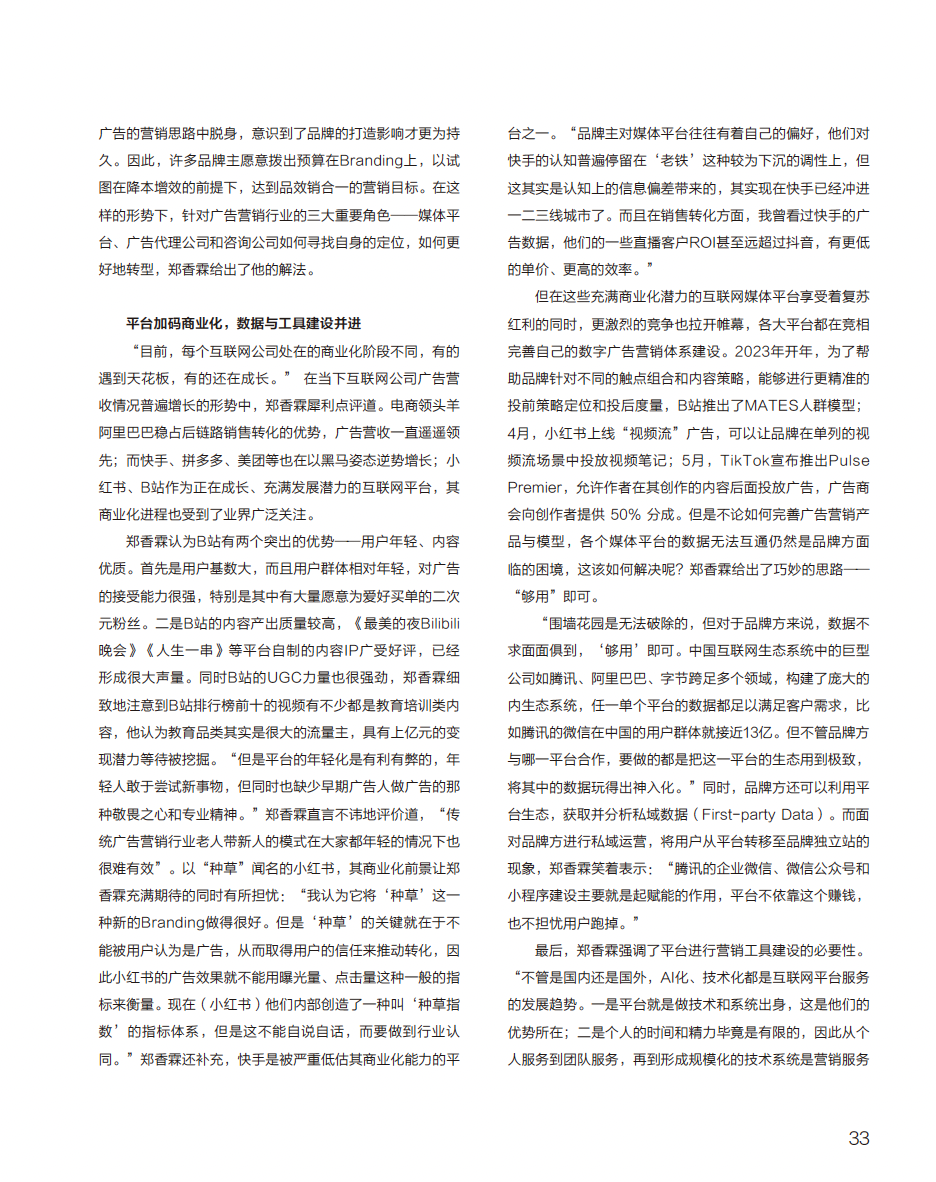 广告的营销思路中脱身，意识到了品牌的打造影响才更为持
久。因此，许多品牌主愿意拨出预算在Branding上，以试
图在降本增效的前提下，达到品效销合一的营销目标。在这
样的形势下，针对广告营销行业的三大重要角色——媒体平
台、广告代理公司和咨询公司如何寻找自身的定位，如何更
好地转型，郑香霖给出了他的解法。
平台加码商业化，数据与工具建设并进
“目前，每个互联网公司处在的商业化阶段不同，有的
遇到天花板，有的还在成长。” 在当下互联网公司广告营
收情况普遍增长的形势中，郑香霖犀利点评道。电商领头羊
阿里巴巴稳占后链路销售转化的优势，广告营收一直遥遥领
先；而快手、拼多多、美团等也在以黑马姿态逆势增长；小
红书、B站作为正在成长、充满发展潜力的互联网平台，其
商业化进程也受到了业界广泛关注。
郑香霖认为B站有两个突出的优势——用户年轻、内容
优质。首先是用户基数大，而且用户群体相对年轻，对广告
的接受能力很强，特别是其中有大量愿意为爱好买单的二次
元粉丝。二是B站的内容产出质量较高，《最美的夜Bilibili
晚会》《人生一串》等平台自制的内容IP广受好评，已经
形成很大声量。同时B站的UGC力量也很强劲，郑香霖细
致地注意到B站排行榜前十的视频有不少都是教育培训类内
容，他认为教育品类其实是很大的流量主，具有上亿元的变
现潜力等待被挖掘。“但是平台的年轻化是有利有弊的，年
轻人敢于尝试新事物，但同时也缺少早期广告人做广告的那
种敬畏之心和专业精神。”郑香霖直言不讳地评价道，“传
统广告营销行业老人带新人的模式在大家都年轻的情况下也
很难有效”。以“种草”闻名的小红书，其商业化前景让郑
香霖充满期待的同时有所担忧：“我认为它将‘种草’这一
种新的Branding做得很好。但是‘种草’的关键就在于不
能被用户认为是广告，从而取得用户的信任来推动转化，因
此小红书的广告效果就不能用曝光量、点击量这种一般的指
标来衡量。现在（小红书）他们内部创造了一种叫‘种草指
数’的指标体系，但是这不能自说自话，而要做到行业认
同。”郑香霖还补充，快手是被严重低估其商业化能力的平
台之一。“品牌主对媒体平台往往有着自己的偏好，他们对
快手的认知普遍停留在‘老铁’这种较为下沉的调性上，但
这其实是认知上的信息偏差带来的，其实现在快手已经冲进
一二三线城市了。而且在销售转化方面，我曾看过快手的广
告数据，他们的一些直播客户ROI甚至远超过抖音，有更低
的单价、更高的效率。”
但在这些充满商业化潜力的互联网媒体平台享受着复苏
红利的同时，更激烈的竞争也拉开帷幕，各大平台都在竞相
完善自己的数字广告营销体系建设。2023年开年，为了帮
助品牌针对不同的触点组合和内容策略，能够进行更精准的
投前策略定位和投后度量，B站推出了MATES人群模型；
4月，小红书上线“视频流”广告，可以让品牌在单列的视
频流场景中投放视频笔记；5月，TikTok宣布推出Pulse
Premier，允许作者在其创作的内容后面投放广告，广告商
会向创作者提供 50% 分成。但是不论如何完善广告营销产
品与模型，各个媒体平台的数据无法互通仍然是品牌方面
临的困境，这该如何解决呢？郑香霖给出了巧妙的思路——
“够用”即可。
“围墙花园是无法破除的，但对于品牌方来说，数据不
求面面俱到，‘够用’即可。中国互联网生态系统中的巨型
公司如腾讯、阿里巴巴、字节跨足多个领域，构建了庞大的
内生态系统，任一单个平台的数据都足以满足客户需求，比
如腾讯的微信在中国的用户群体就接近13亿。但不管品牌方
与哪一平台合作，要做的都是把这一平台的生态用到极致，
将其中的数据玩得出神入化。”同时，品牌方还可以利用平
台生态，获取并分析私域数据（First-party Data）。而面
对品牌方进行私域运营，将用户从平台转移至品牌独立站的
现象，郑香霖笑着表示：“腾讯的企业微信、微信公众号和
小程序建设主要就是起赋能的作用，平台不依靠这个赚钱，
也不担忧用户跑掉。”
最后，郑香霖强调了平台进行营销工具建设的必要性。
“不管是国内还是国外，AI化、技术化都是互联网平台服务
的发展趋势。一是平台就是做技术和系统出身，这是他们的
优势所在；二是个人的时间和精力毕竟是有限的，因此从个
人服务到团队服务，再到形成规模化的技术系统是营销服务
33